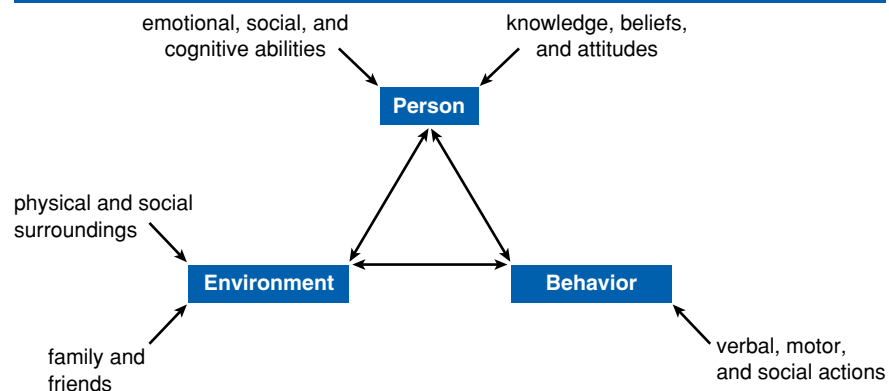 emotional, social, and
cognitive abilities
knowledge, beliefs,
and attitudes
Person
physical and social
surroundings
Environment
Behavior
family and
friends
verbal, motor,
and social actions